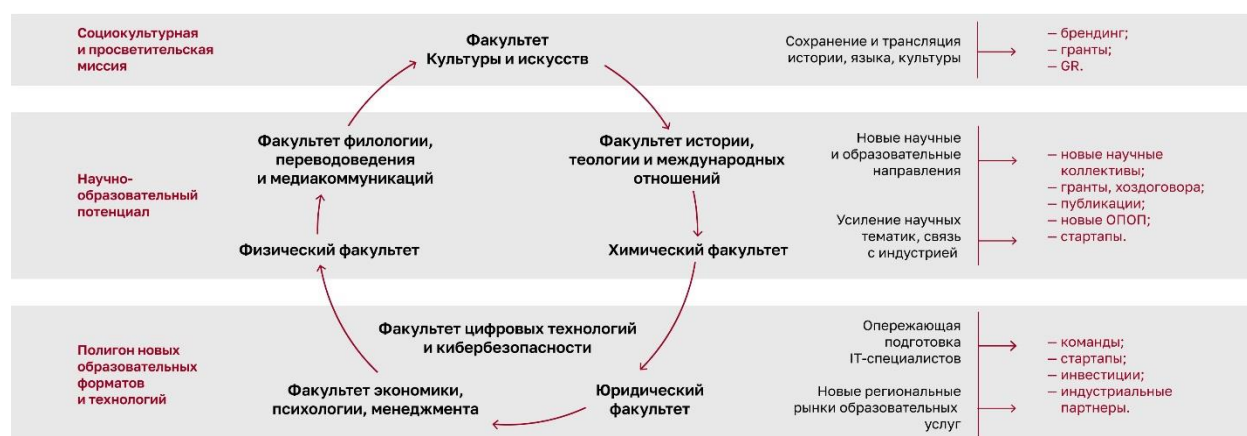 Социокультурная
и просветительская
миссия
Факультет
Культуры и искусств
Сохранение и трансляция
истории, языка, культуры
— брендинг;
— гранты;
— GR.
Научно-
образовательный
потенциал
Факультет филологии,
переводоведения
и медиакоммуникаций
Факультет истории,
теологии и международных
отношений
Физический факультет
Химический факультет
Новые научные
и образовательные
направления
Усиление научных
тематик, связь
с индустрией
— новые научные
коллективы;
— гранты, хоздоговора;
— публикации;
— новые ОПОП;
— стартапы.
Полигон новых
образовательных
форматов
и технологий
Факультет цифровых технологий
и кибербезопасности
Факультет экономики,
психологии, менеджмента
Юридический
факультет
Опережающая
подготовка
IT-специалистов
Новые региональные
рынки образовательных
услуг
— команды;
— стартапы;
— инвестиции;
— индустриальные
партнеры.